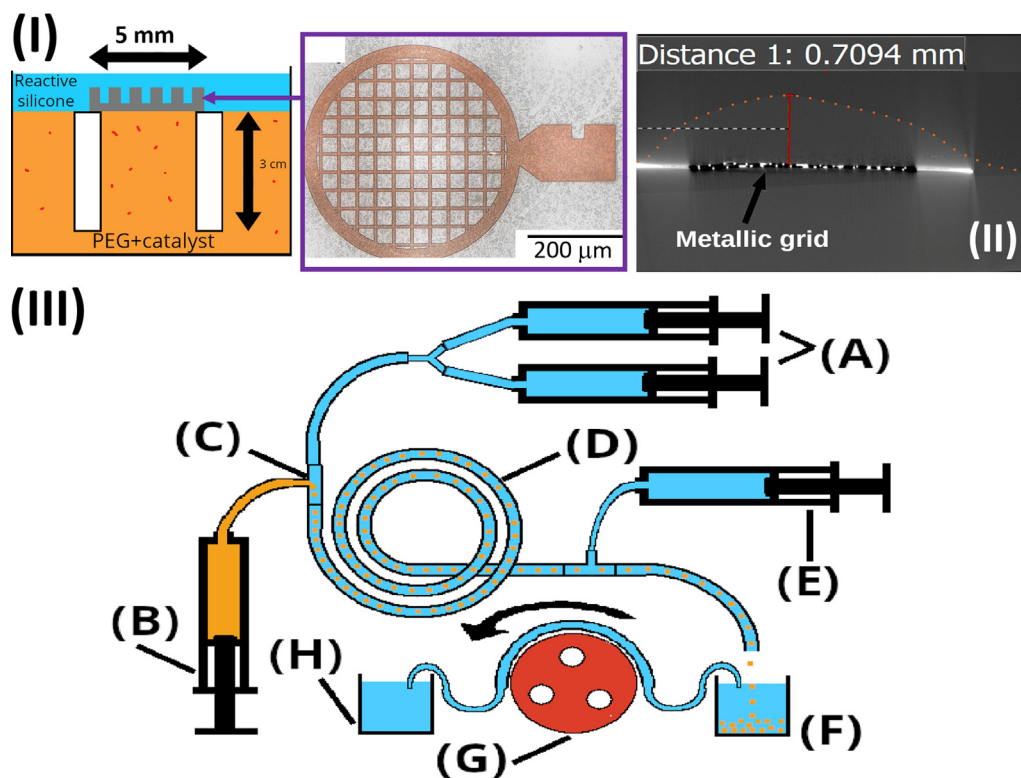 (I)
5 mm
Reactive
silicone
3 cm
PEG+catalyst
200 μm
Distance 1: 0.7094 mm
Metallic grid
(II)
(III)
(A)
(C)
(D)
(B)
(E)
(H)
(G)
(F)